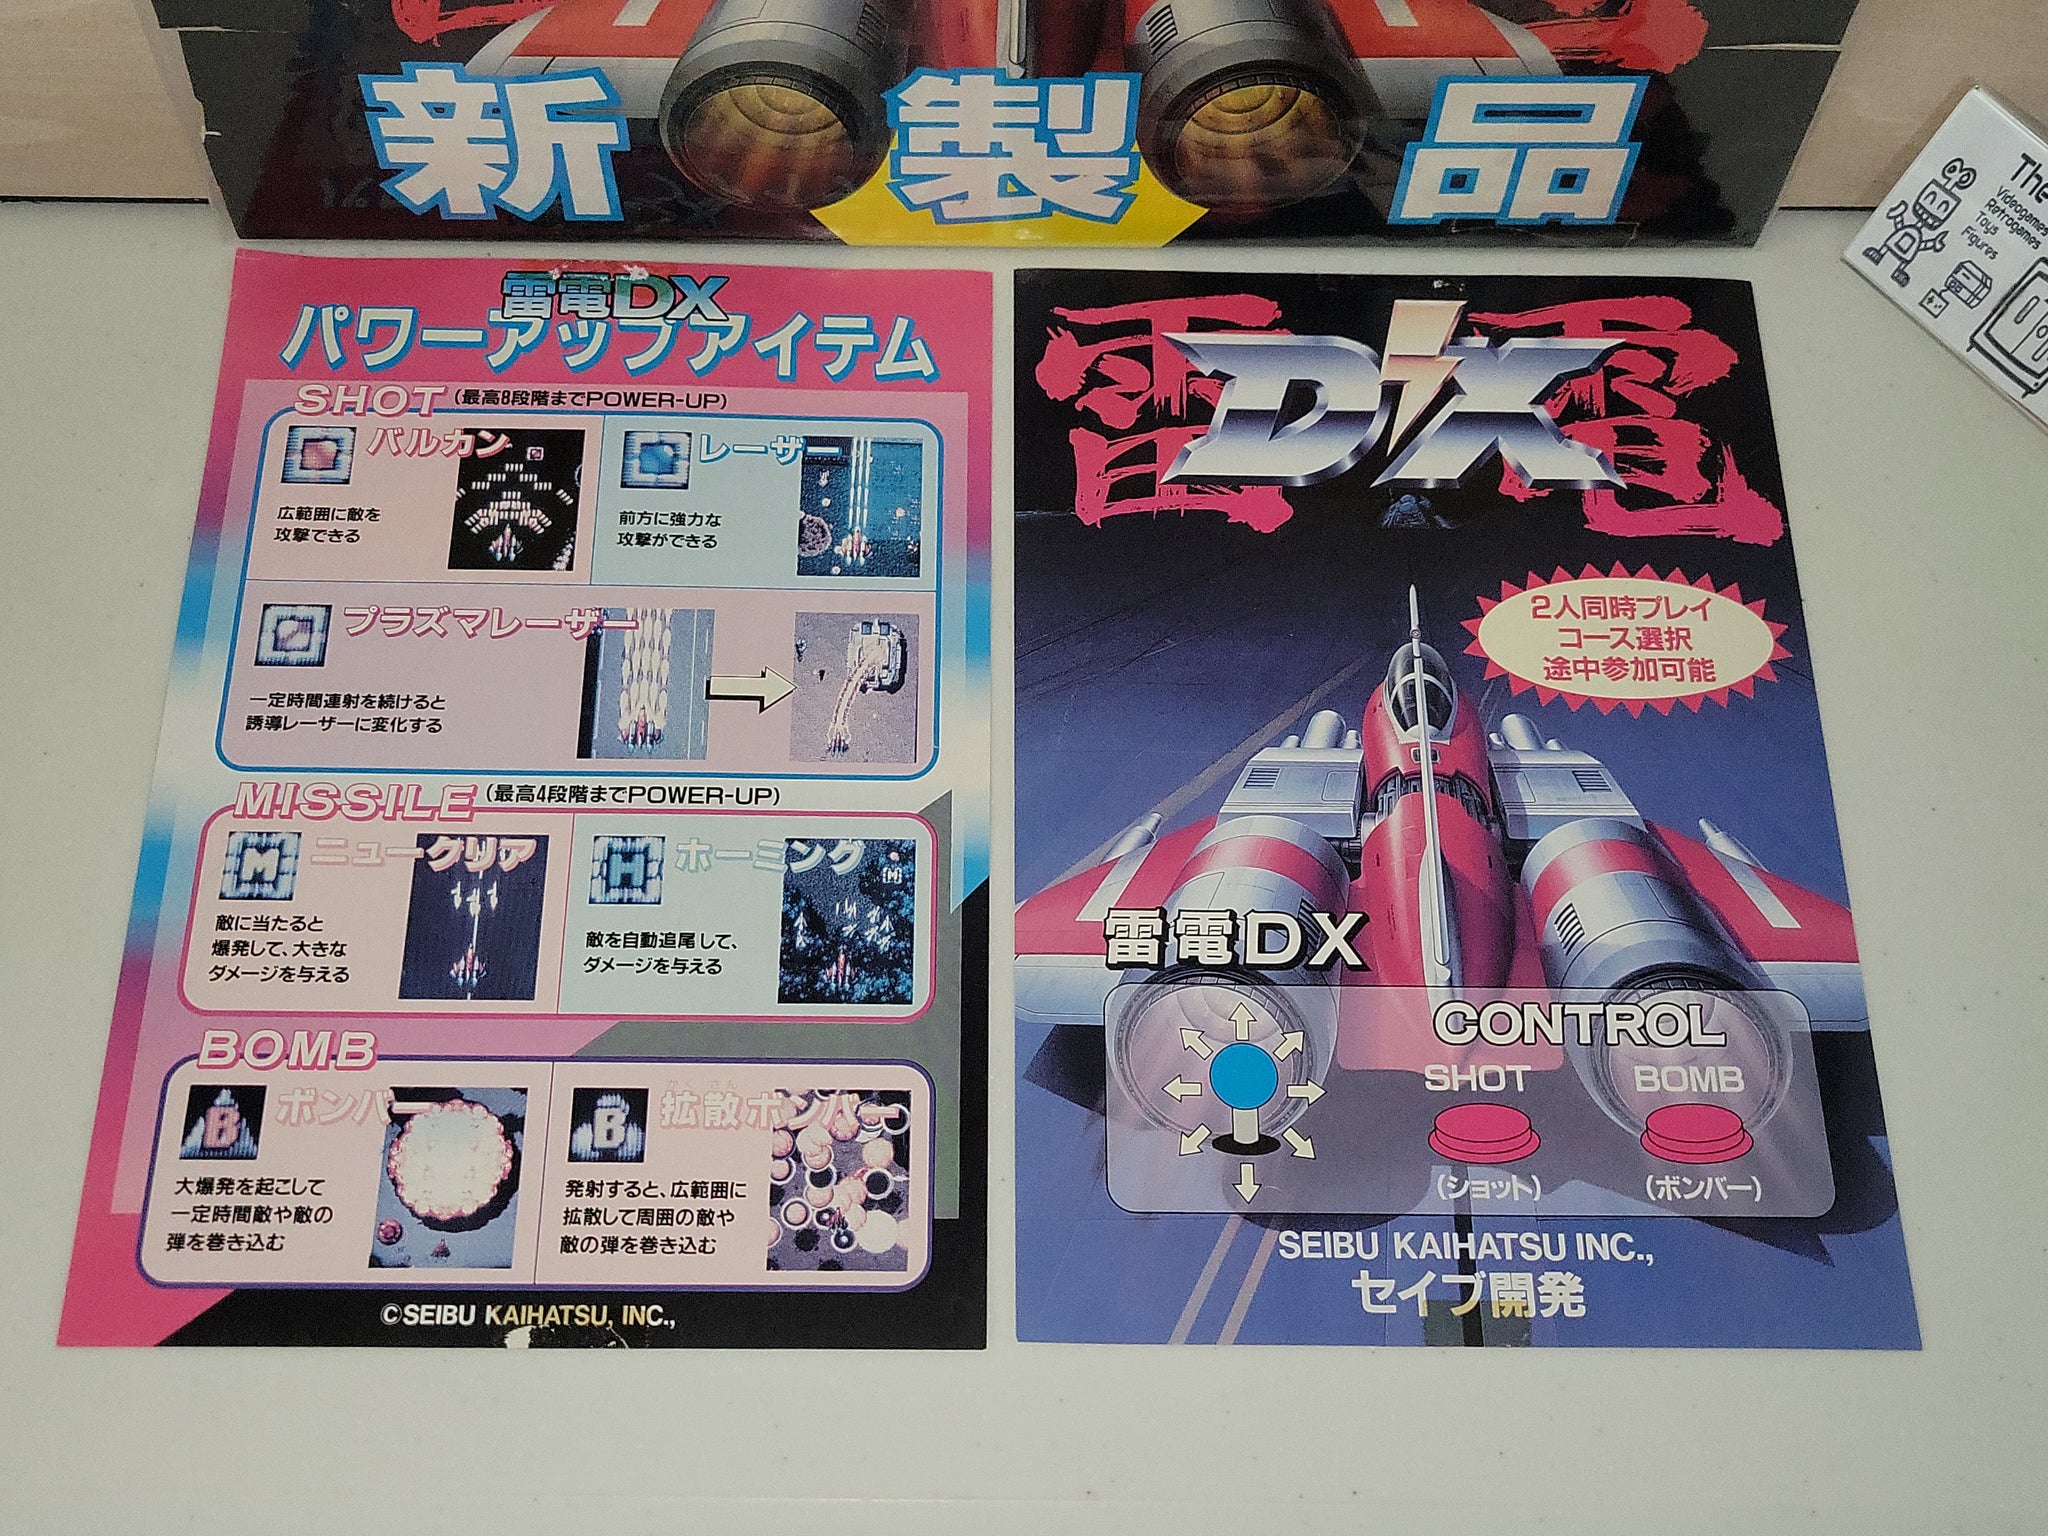 新製品
The
Videogames
Retrogames
Toys
Figures
雷電DX
パワーアップアイテム
SHOT(最高8段階までPOWER-UP)
バルカン
広範囲に敵を
攻撃できる
レーザー
前方に強力な
攻撃ができる
プラズマレーザー
一定時間連射を続けると
誘導レーザーに変化する
MISSILE(最高4段階までPOWER-UP)
M
ニュークリア
敵に当たると
爆発して、大きな
ダメージを与える
H
ホーミング
M
敵を自動追尾して、
ダメージを与える
BOMB
B
ボンバー
大爆発を起こして
一定時間敵や敵の
弾を巻き込む
B
かくさん
拡散ボンバー
発射すると、広範囲に
拡散して周囲の敵や
敵の弾を巻き込む
©SEIBU KAIHATSU, INC.,
雷電
DX
2人同時プレイ
コース選択
途中参加可能
雷電DX
CONTROL
SHOT
BOMB
(ショット)
(ボンバー)
SEIBU KAIHATSU INC.,
セイブ開発